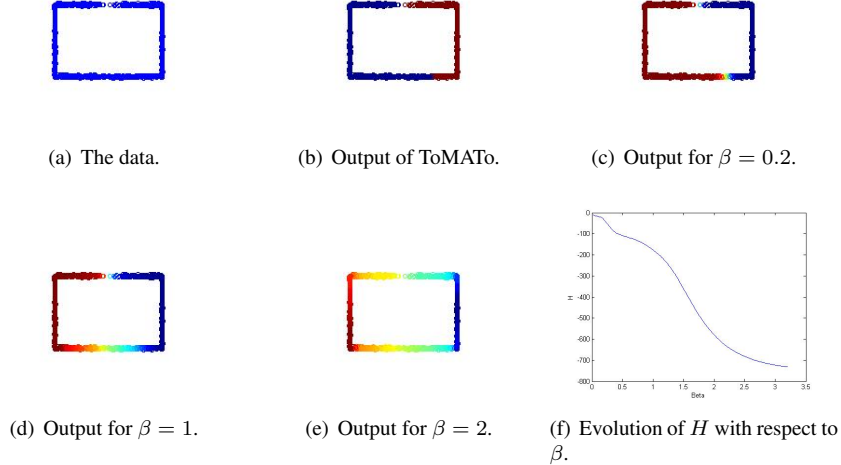 (a) The data.
(b) Output of ToMATo.
(c) Output for β = 0.2.
0
-100
-200
-300
-400
-500
-600
-700
-800
H
0
0.5
1
1.5
2
2.5
3
3.5
Beta
(d) Output for β = 1.
(e) Output for β = 2.
(f) Evolution of H with respect to
β.